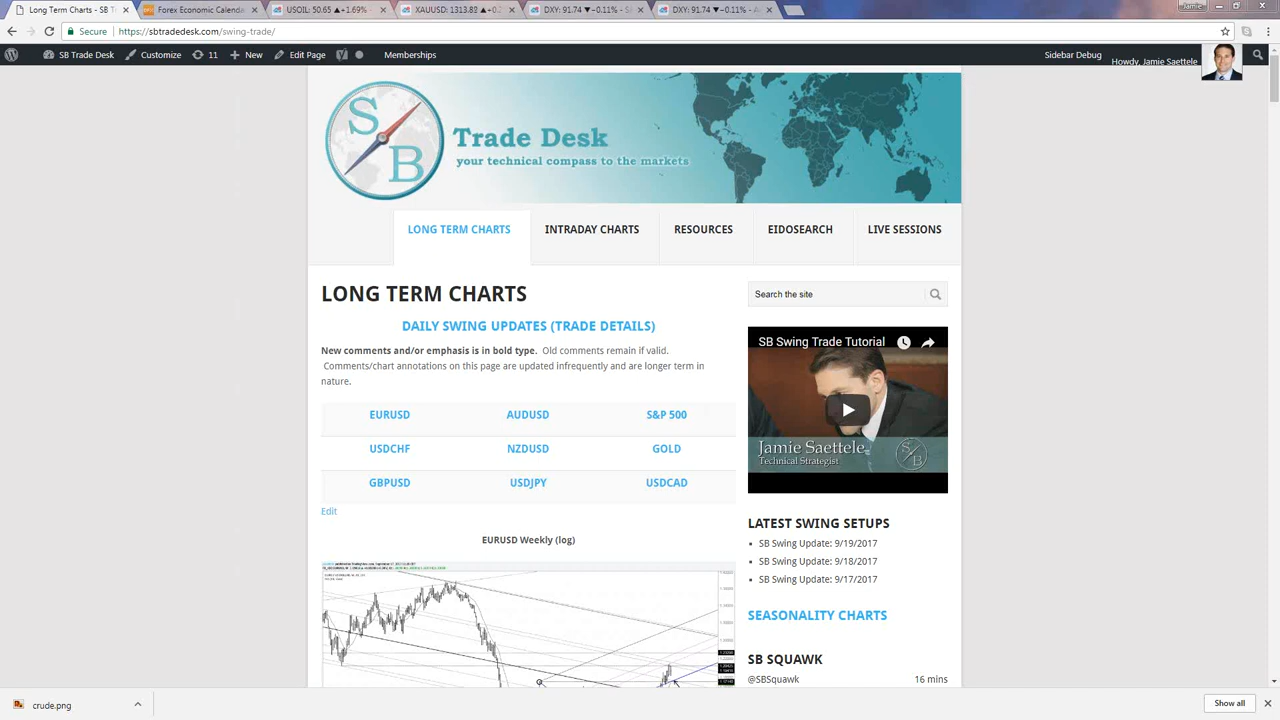 Jamie
Long Term Charts - SB T
Forex Economic Calenda
USOIL: 50.65 ▲+1.69%
XAUUSD: 1313.89 ▲+0.
DXY: 91.74 ▼−0.11% -
DXY: 91.74 ▼−0.11% -
Secure
https://sbtradedesk.com/swing-trade/
SB Trade Desk
Customize
11
New
Edit Page
Memberships
Sidebar Debug
Howdy, Jamie Saettele
S
B
Trade Desk
your technical compass to the markets
LONG TERM CHARTS
INTRADAY CHARTS
RESOURCES
EIDOSEARCH
LIVE SESSIONS
LONG TERM CHARTS
DAILY SWING UPDATES (TRADE DETAILS)
New comments and/or emphasis is in bold type. Old comments remain if valid.
Comments/chart annotations on this page are updated infrequently and are longer term in
nature.
EURUSD AUDUSD S&P 500
USDCHF NZDUSD GOLD
GBPUSD USDJPY USDCAD
Edit
EURUSD Weekly (log)
Search the site
SB Swing Trade Tutorial
Jamie Saettele
Technical Strategist
S
B
LATEST SWING SETUPS
SB Swing Update: 9/19/2017
SB Swing Update: 9/18/2017
SB Swing Update: 9/17/2017
SEASONALITY CHARTS
SB SQUAWK
@SBSquawk 16 mins
crude.png
Show all